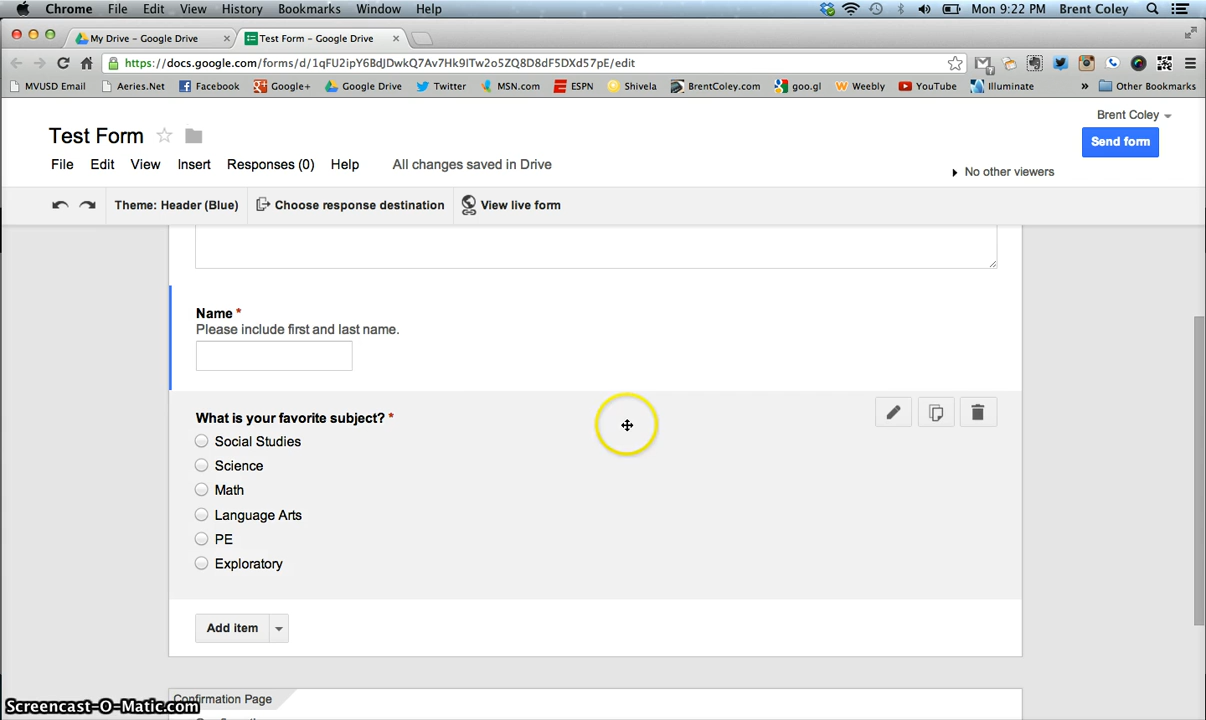 Chrome File Edit View History Bookmarks Window Help Mon 9:22 PM Brent Coley
My Drive – Google Drive Test Form – Google Drive
https://docs.google.com/forms/d/1qFU2ipY6BdJDwkQ7Av7Hk9ITw2o5ZQ8D8dF5DXd57pE/edit
MVUSD Email Aeries.Net Facebook Google+ Google Drive Twitter MSN.com ESPN Shivela BrentColey.com goo.gl Weebly YouTube Illuminate » Other Bookmarks
Brent Coley
Test Form
Send form
File Edit View Insert Responses (0) Help All changes saved in Drive
No other viewers
Theme: Header (Blue) Choose response destination View live form
Name *
Please include first and last name.
What is your favorite subject? *
Social Studies
Science
Math
Language Arts
PE
Exploratory
Add item
Confirmation Page
Screencast-O-Matic.com